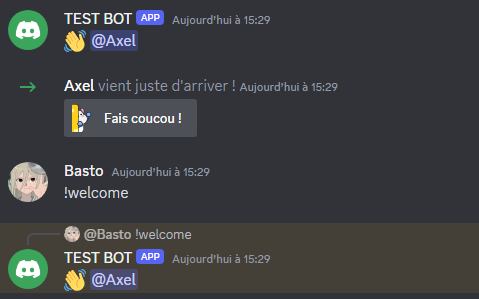 TEST BOT APP Aujourd'hui à 15:29
👋 @Axel
Axel vient juste d'arriver ! Aujourd'hui à 15:29
Fais coucou !
Basto Aujourd'hui à 15:29
!welcome
@Basto !welcome
TEST BOT APP Aujourd'hui à 15:29
👋 @Axel